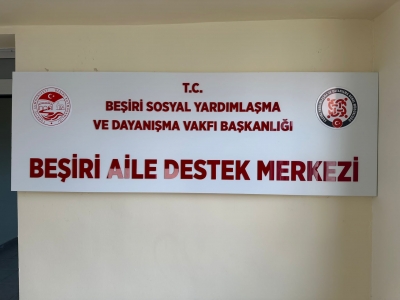 T.C.
BEŞİRİ SOSYAL YARDIMLAŞMA
VE DAYANIŞMA VAKFI BAŞKANLIĞI
BEŞİRİ AİLE DESTEK MERKEZİ